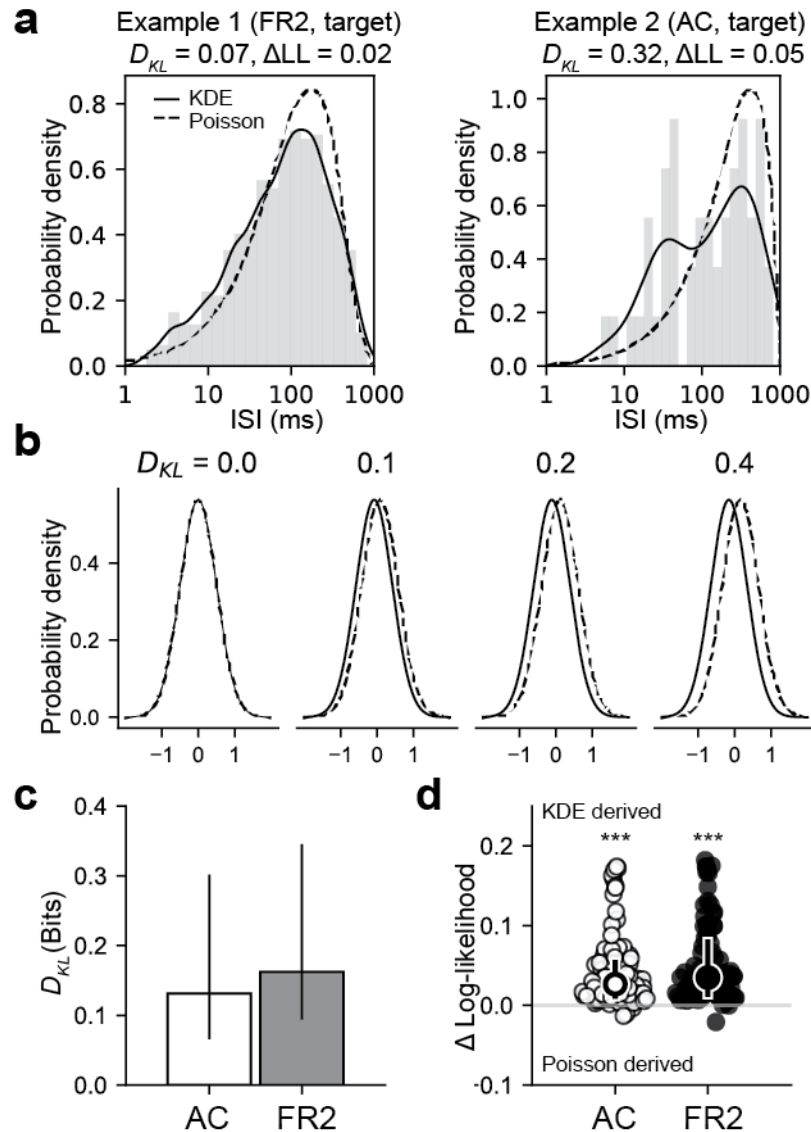 a
Example 1 (FR2, target)
D_KL = 0.07, ΔLL = 0.02
Example 2 (AC, target)
D_KL = 0.32, ΔLL = 0.05
KDE
Poisson
Probability density
0.8
0.6
0.4
0.2
0.0
1 10 100 1000
ISI (ms)
Probability density
1.0
0.8
0.6
0.4
0.2
0.0
1 10 100 1000
ISI (ms)
b
D_KL = 0.0 0.1 0.2 0.4
Probability density
0.4
0.2
0.0
−1 0 1 −1 0 1 −1 0 1 −1 0 1
c
D_KL (Bits)
0.4
0.3
0.2
0.1
0.0
AC FR2
d
KDE derived
*** ***
Δ Log-likelihood
0.2
0.1
0.0
-0.1
Poisson derived
AC FR2